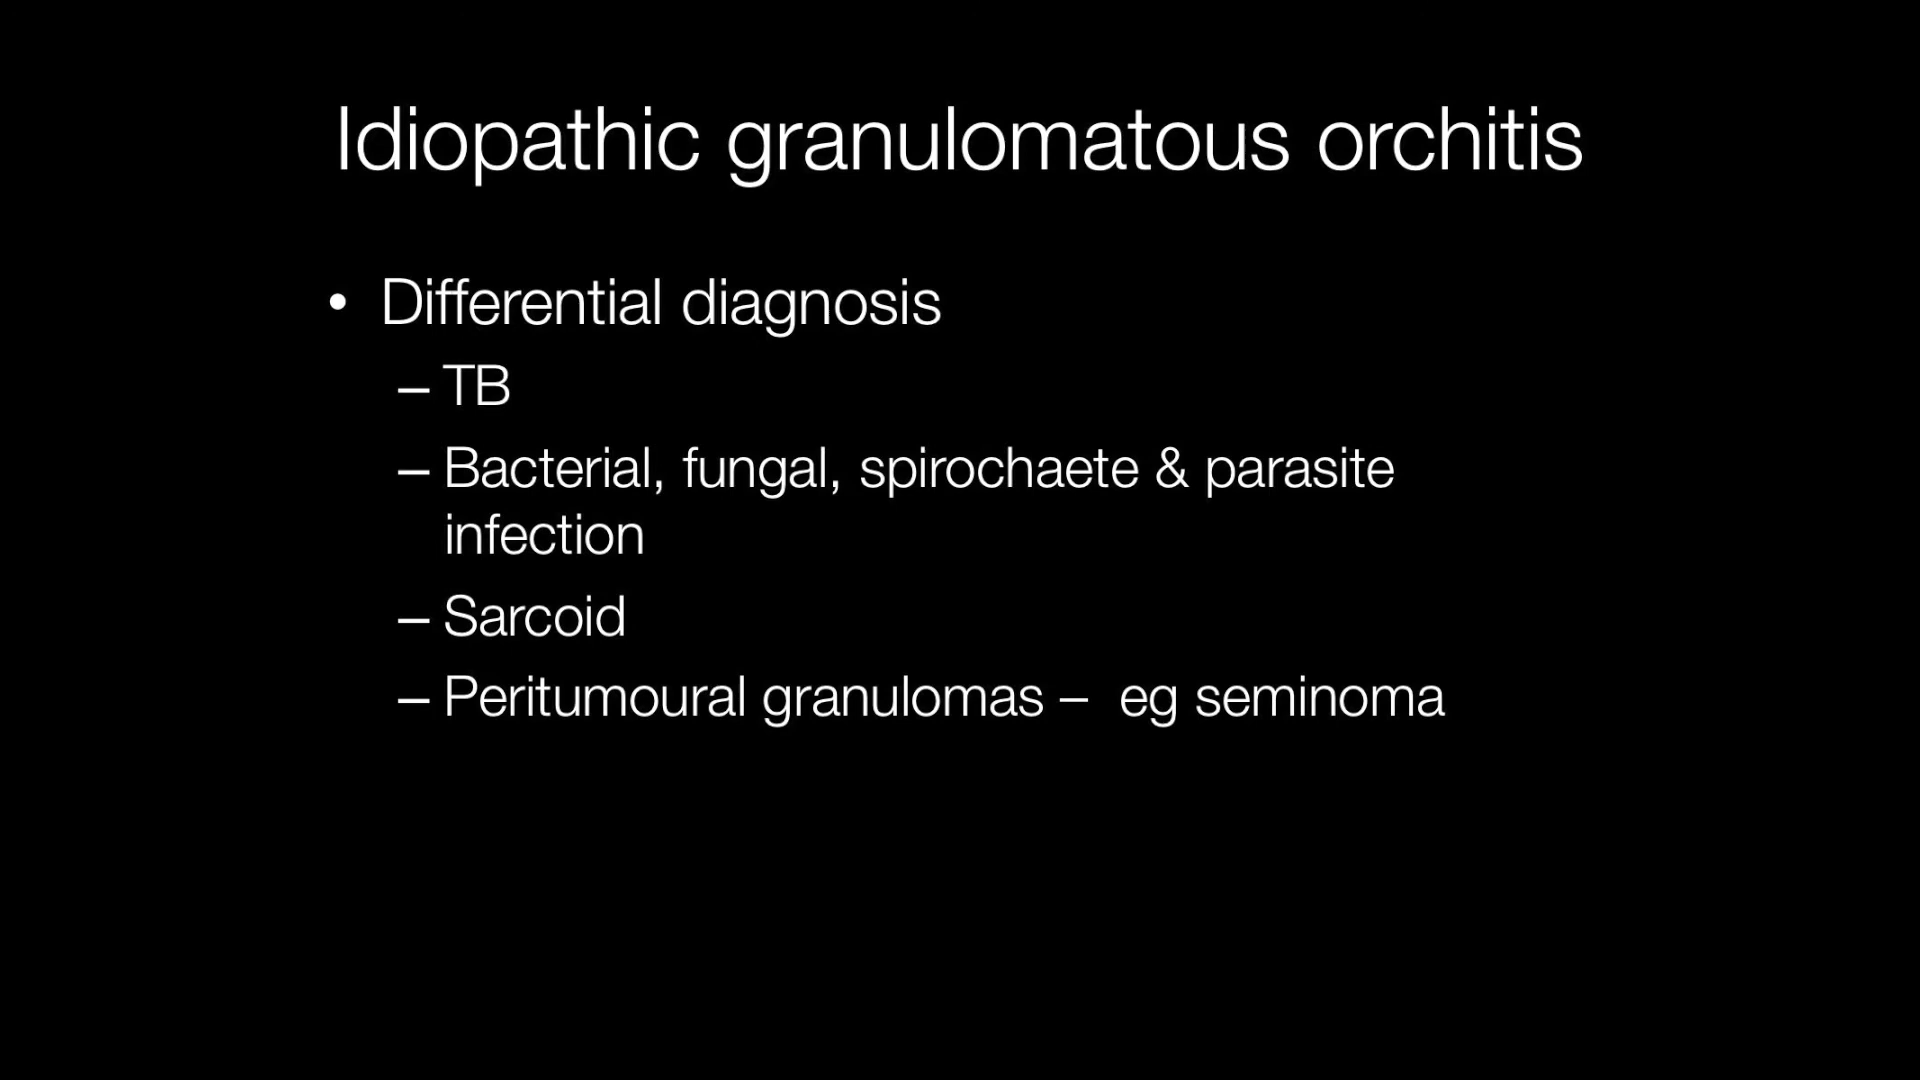 Idiopathic granulomatous orchitis
• Differential diagnosis
– TB
– Bacterial, fungal, spirochaete & parasite
infection
– Sarcoid
– Peritumoural granulomas – eg seminoma